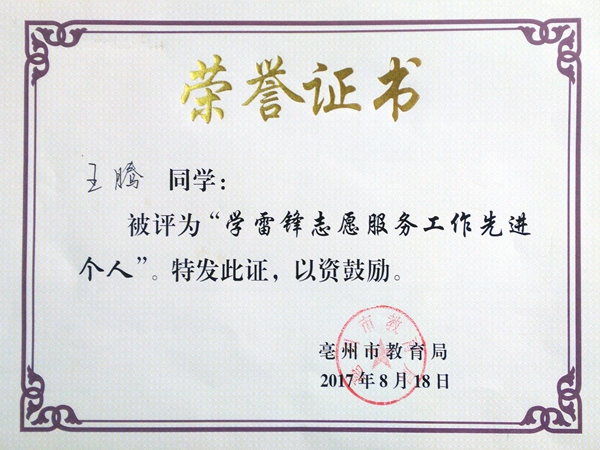 荣誉证书
王腾 同学：
被评为“学雷锋志愿服务工作先进
个人”。特发此证，以资鼓励。
亳州市教育局
2017年8月18日